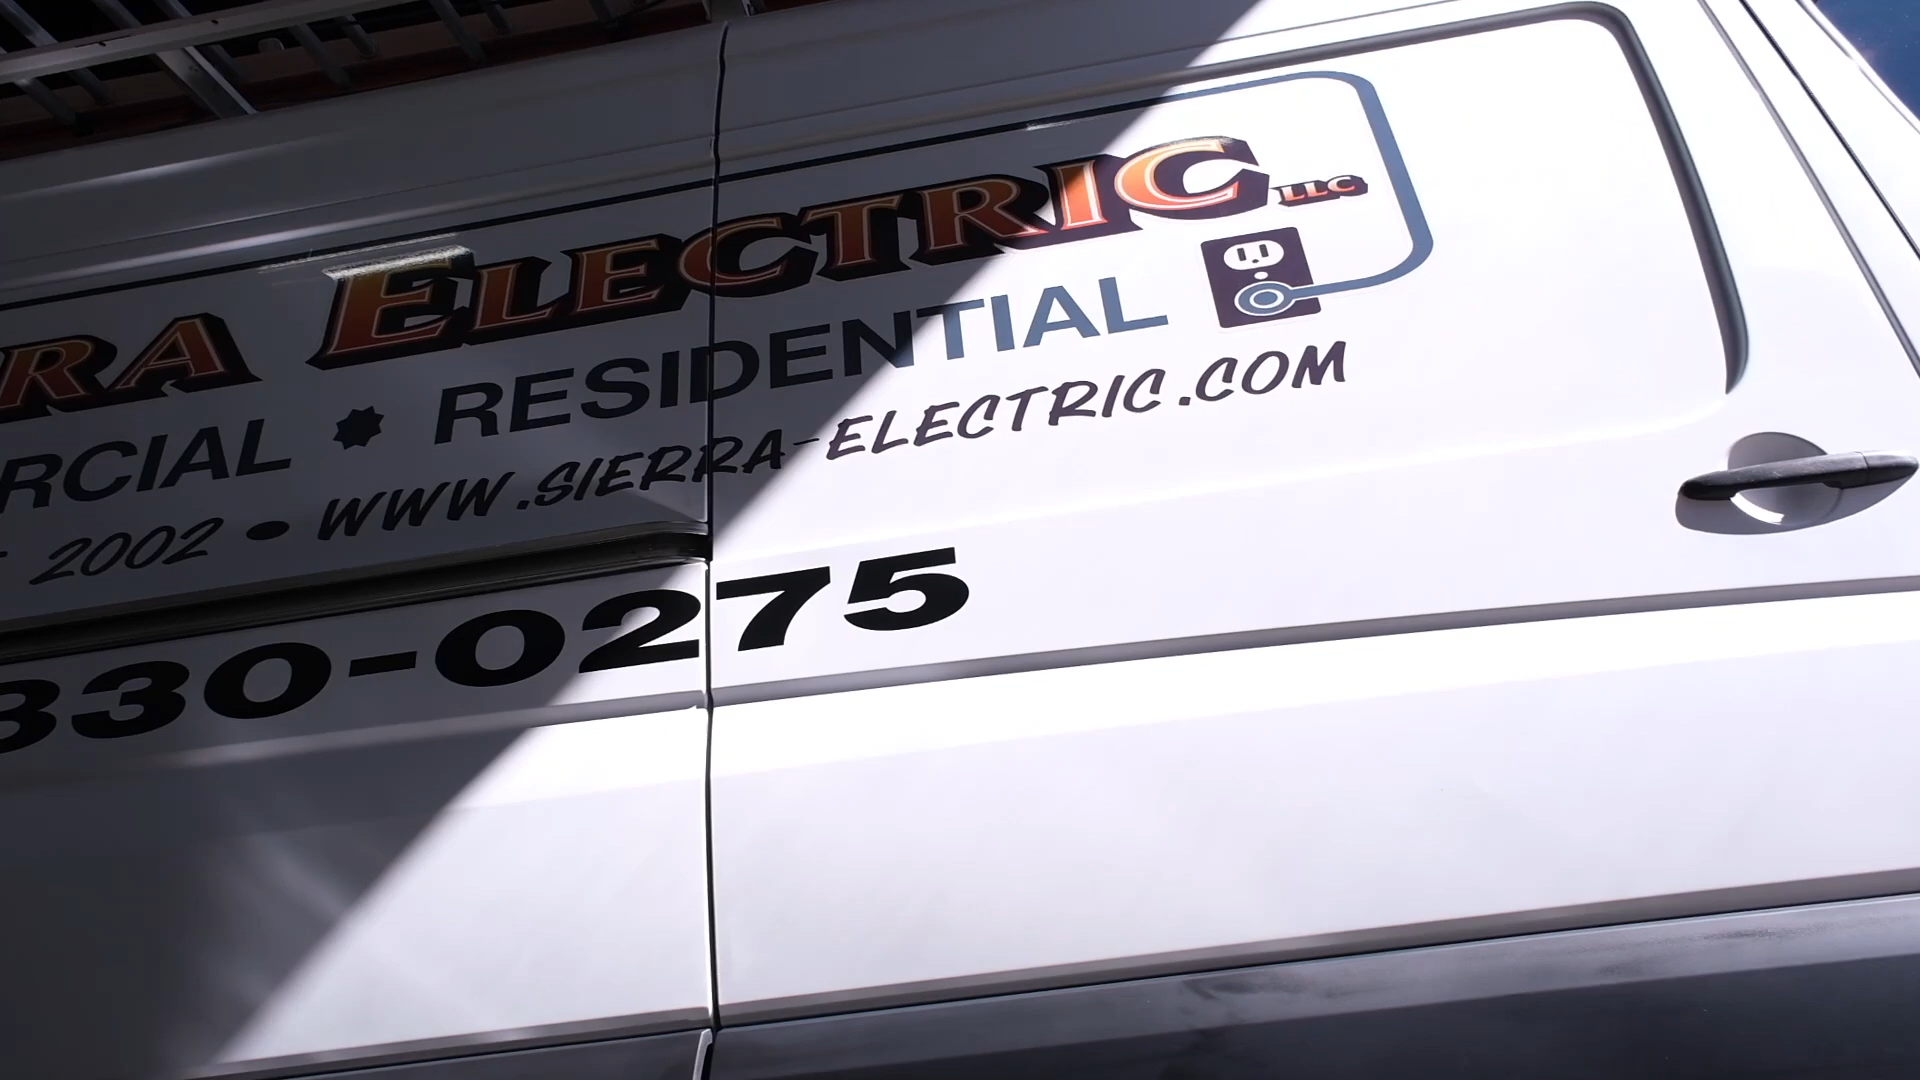 RA ELECTRIC LLC
RCIAL * RESIDENTIAL
2002 • WWW.SIERRA-ELECTRIC.COM
330-0275